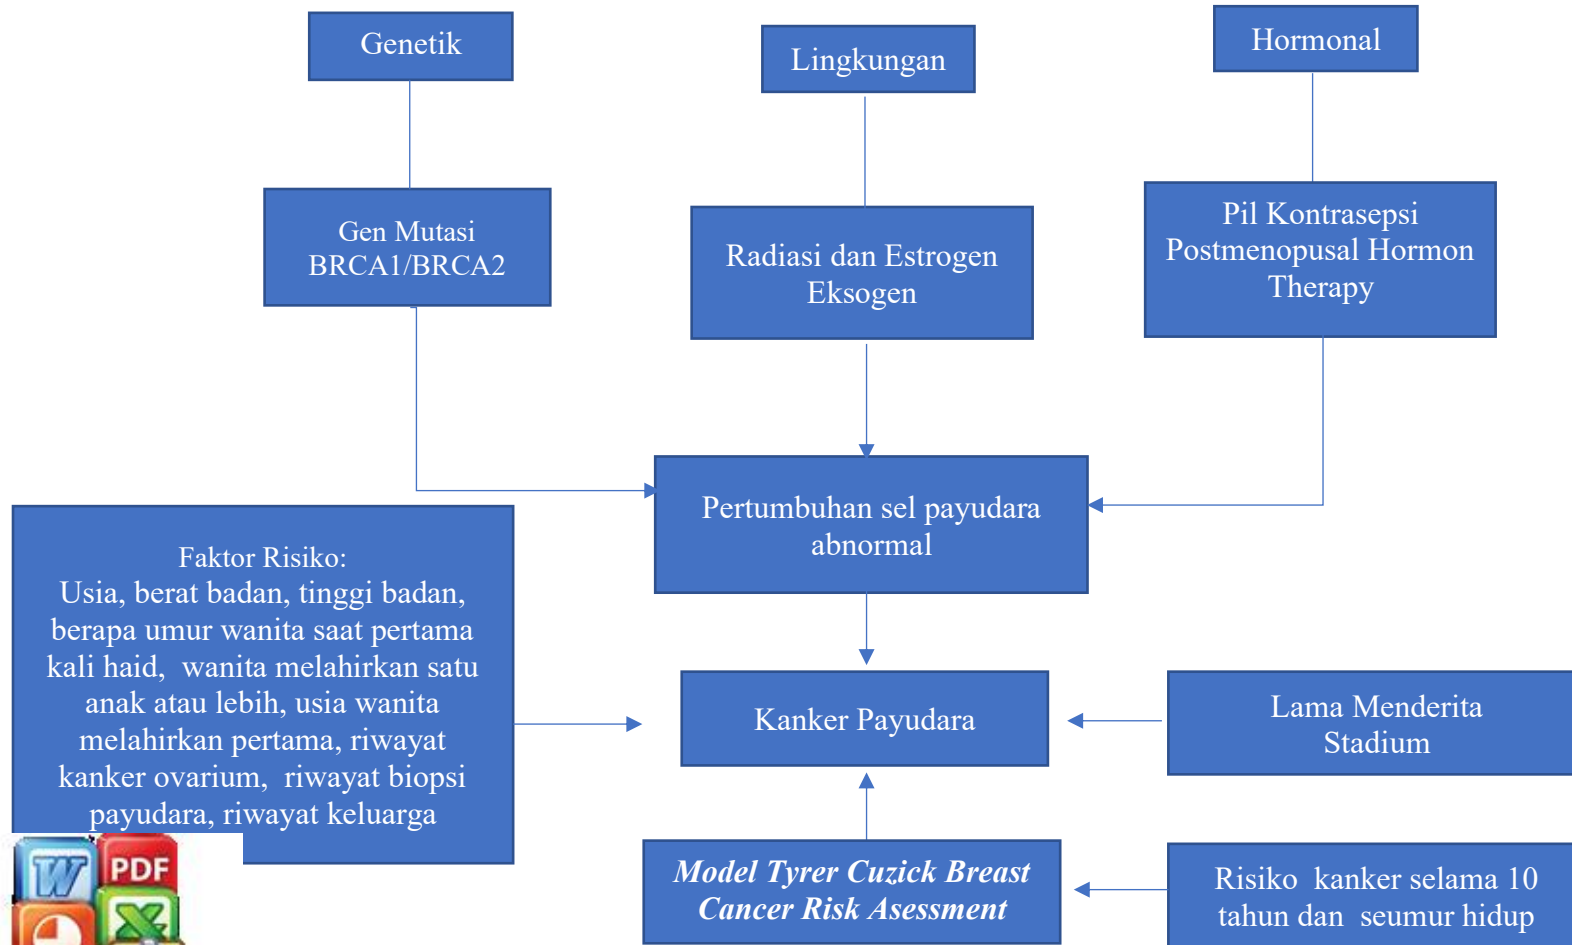 Genetik
Lingkungan
Hormonal
Gen Mutasi
BRCA1/BRCA2
Radiasi dan Estrogen
Eksogen
Pil Kontrasepsi
Postmenopusal Hormon
Therapy
Pertumbuhan sel payudara
abnormal
Faktor Risiko:
Usia, berat badan, tinggi badan,
berapa umur wanita saat pertama
kali haid, wanita melahirkan satu
anak atau lebih, usia wanita
melahirkan pertama, riwayat
kanker ovarium, riwayat biopsi
payudara, riwayat keluarga
Kanker Payudara
Lama Menderita
Stadium
Model Tyrer Cuzick Breast
Cancer Risk Asessment
Risiko kanker selama 10
tahun dan seumur hidup
W
PDF
X